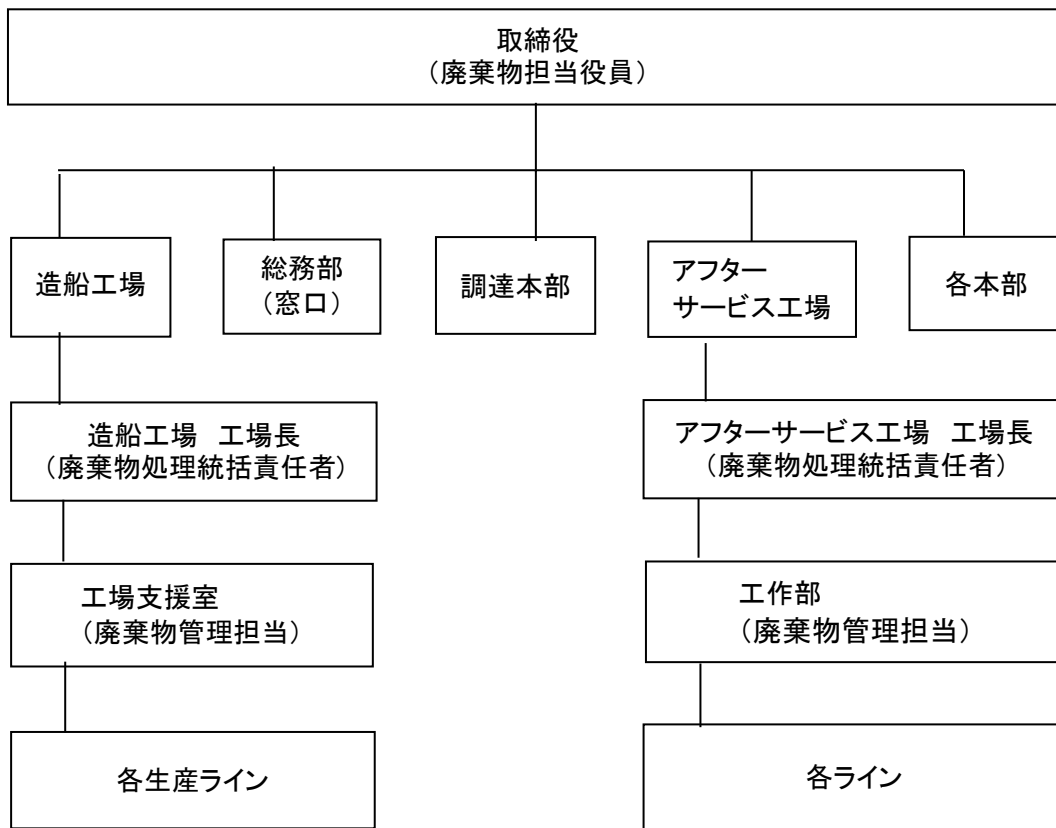 取締役
（廃棄物担当役員）
造船工場
総務部
（窓口）
調達本部
アフター
サービス工場
各本部
造船工場　工場長
（廃棄物処理統括責任者）
アフターサービス工場　工場長
（廃棄物処理統括責任者）
工場支援室
（廃棄物管理担当）
工作部
（廃棄物管理担当）
各生産ライン
各ライン